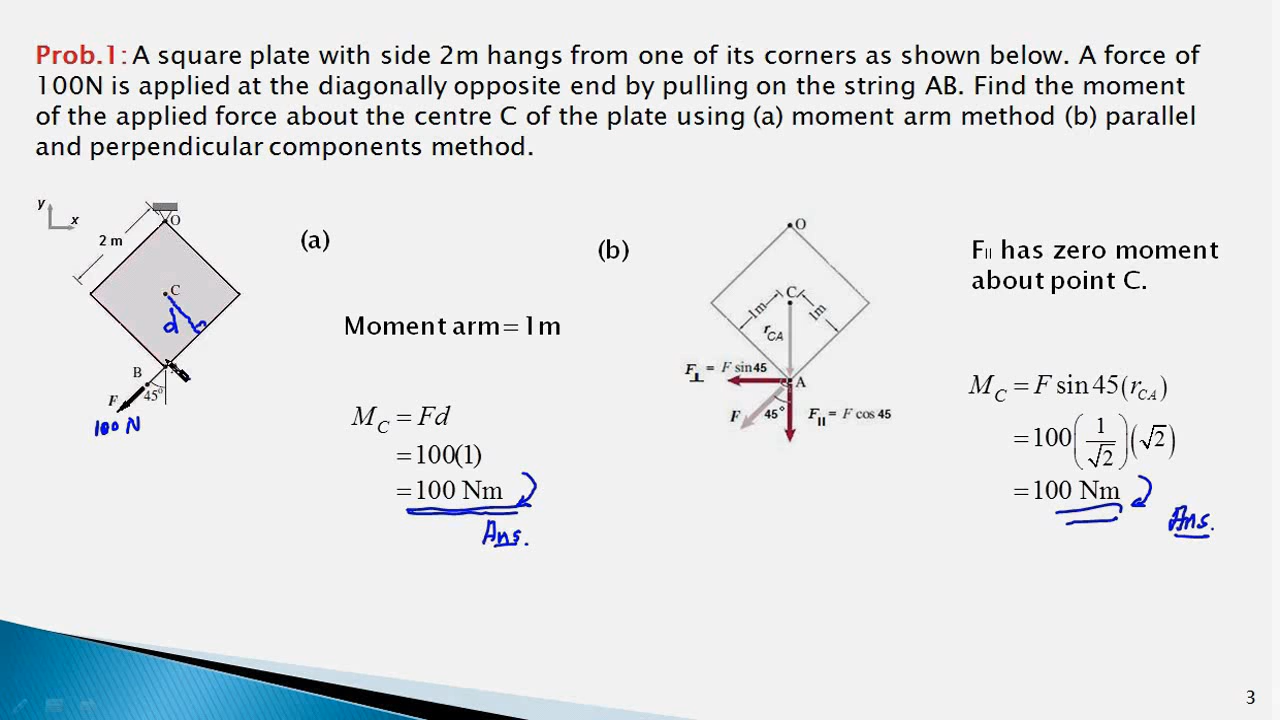 Prob.1: A square plate with side 2m hangs from one of its corners as shown below. A force of
100N is applied at the diagonally opposite end by pulling on the string AB. Find the moment
of the applied force about the centre C of the plate using (a) moment arm method (b) parallel
and perpendicular components method.
y
x
2 m
O
C
d
B
F
45°
100 N
(a)
Moment arm=1m
M_C = Fd
=100(1)
=100 Nm
Ans.
(b)
O
C
1m
1m
r_CA
F⊥ = F sin45
A
F
45°
F|| = F cos 45
F|| has zero moment
about point C.
M_C = F sin 45(r_CA)
=100(1/√2)(√2)
=100 Nm
Ans.
3